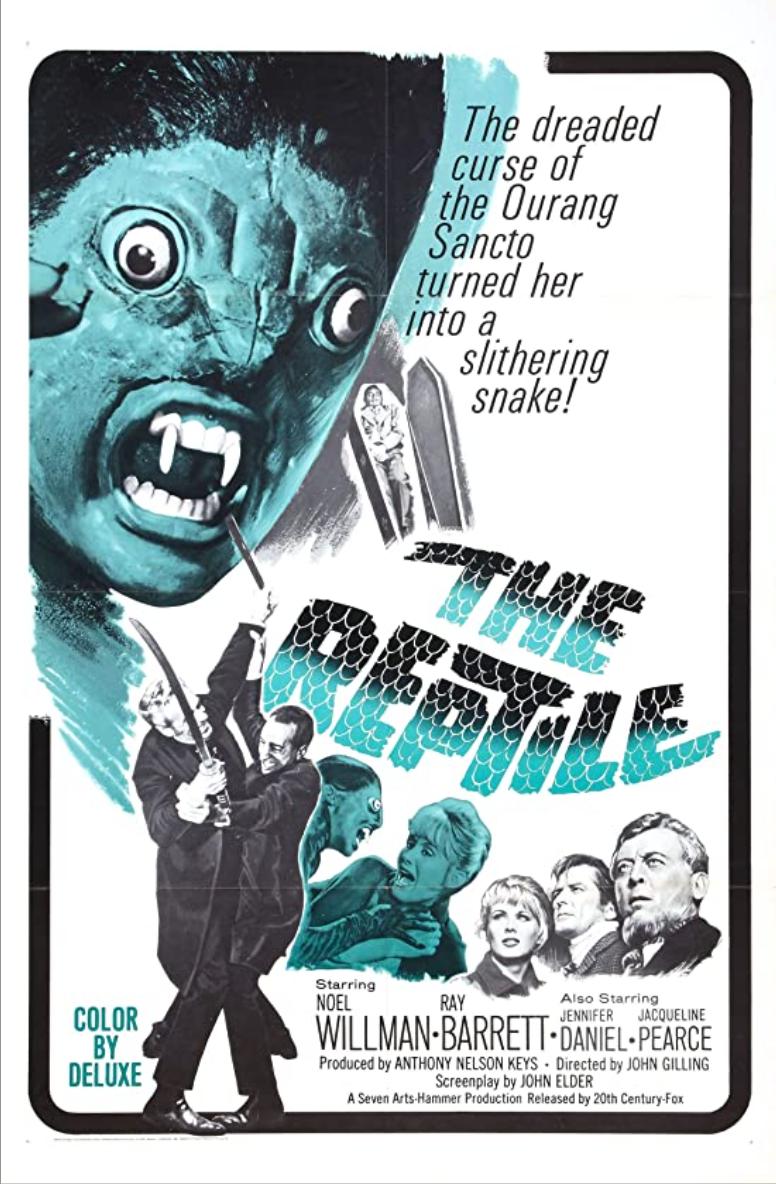 The dreaded
curse of
the Ourang
Sancto
turned her
into a
slithering
snake!
THE
REPTILE
Starring
NOEL WILLMAN • RAY BARRETT •
Also Starring
JENNIFER DANIEL • JACQUELINE PEARCE
Produced by ANTHONY NELSON KEYS • Directed by JOHN GILLING
Screenplay by JOHN ELDER
A Seven Arts-Hammer Production Released by 20th Century-Fox
COLOR
BY
DELUXE